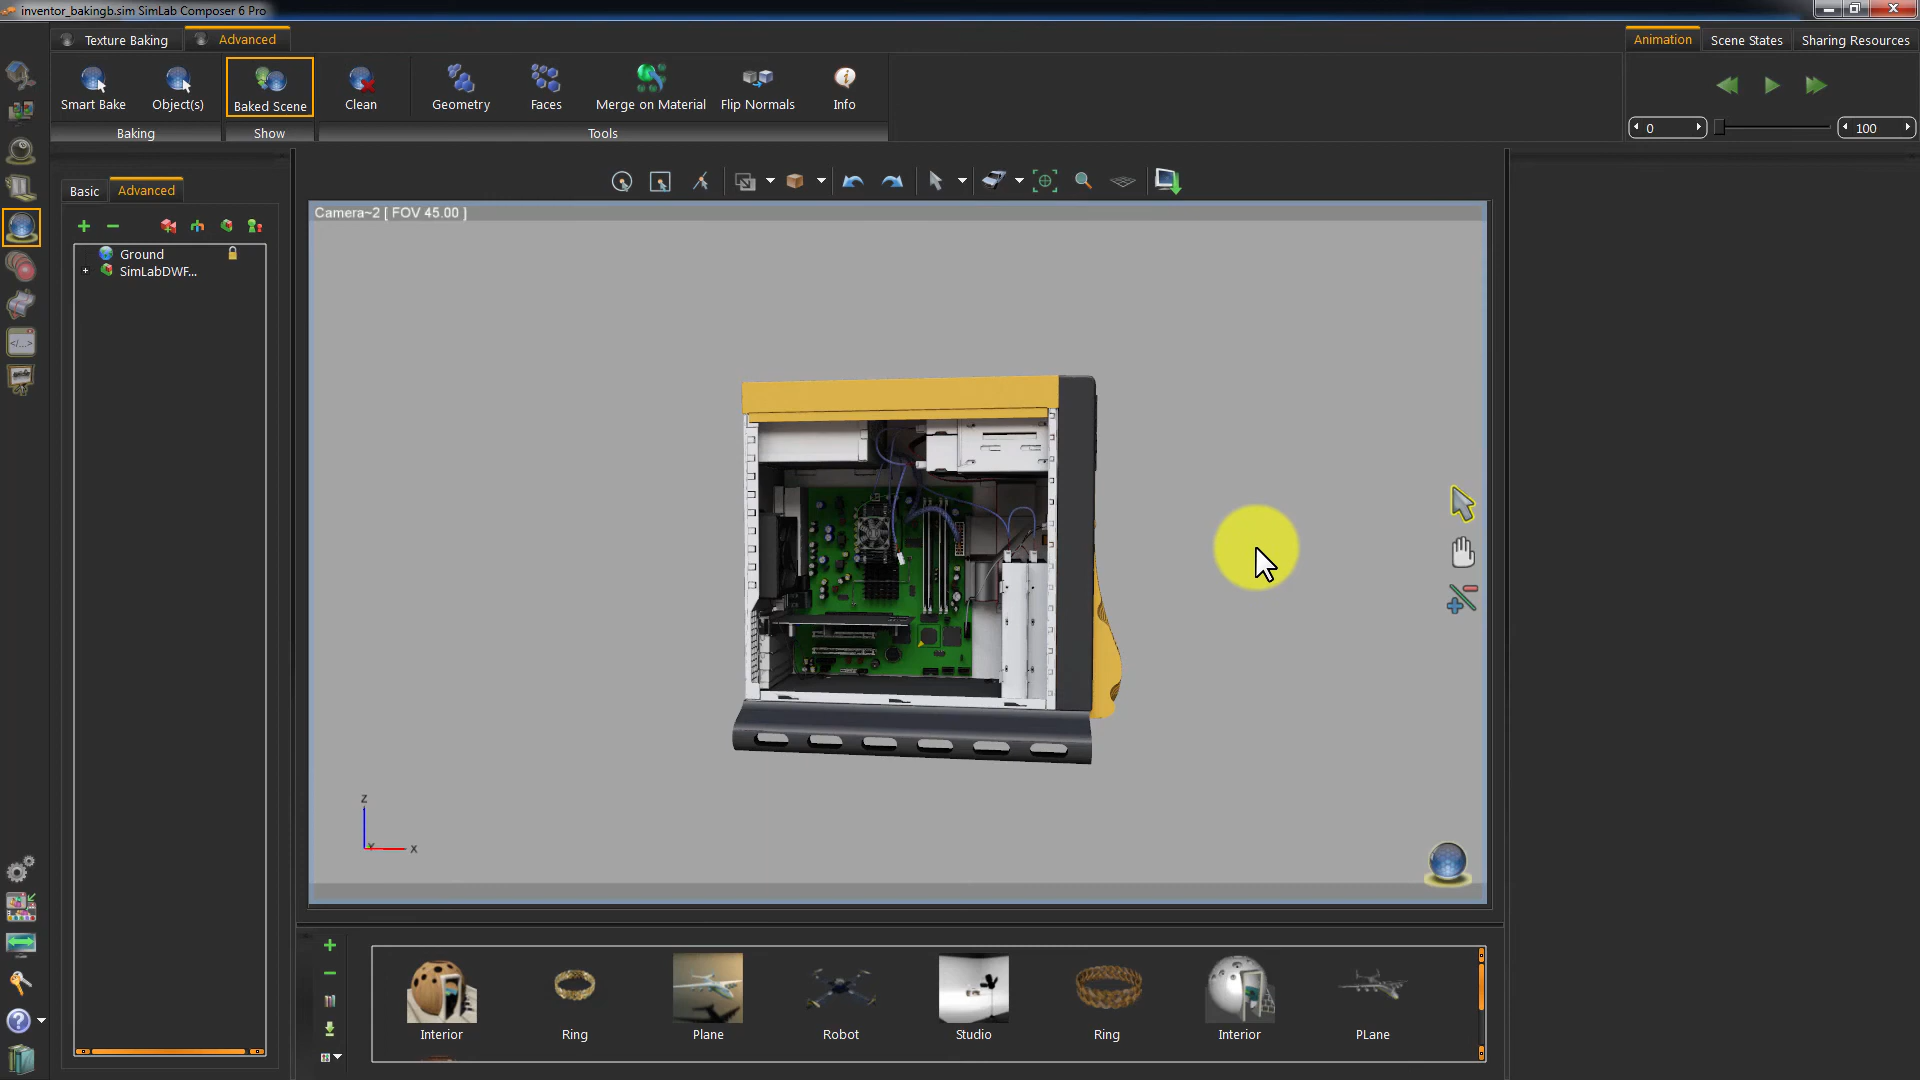 inventor_bakingb.sim SimLab Composer 6 Pro
Texture Baking
Advanced
Animation
Scene States
Sharing Resources
Smart Bake
Object(s)
Baked Scene
Clean
Geometry
Faces
Merge on Material
Flip Normals
Info
Baking
Show
Tools
0
100
Basic
Advanced
Camera~2 [ FOV 45.00 ]
Ground
SimLabDWF...
Z
Y
X
Interior
Ring
Plane
Robot
Studio
Ring
Interior
PLane